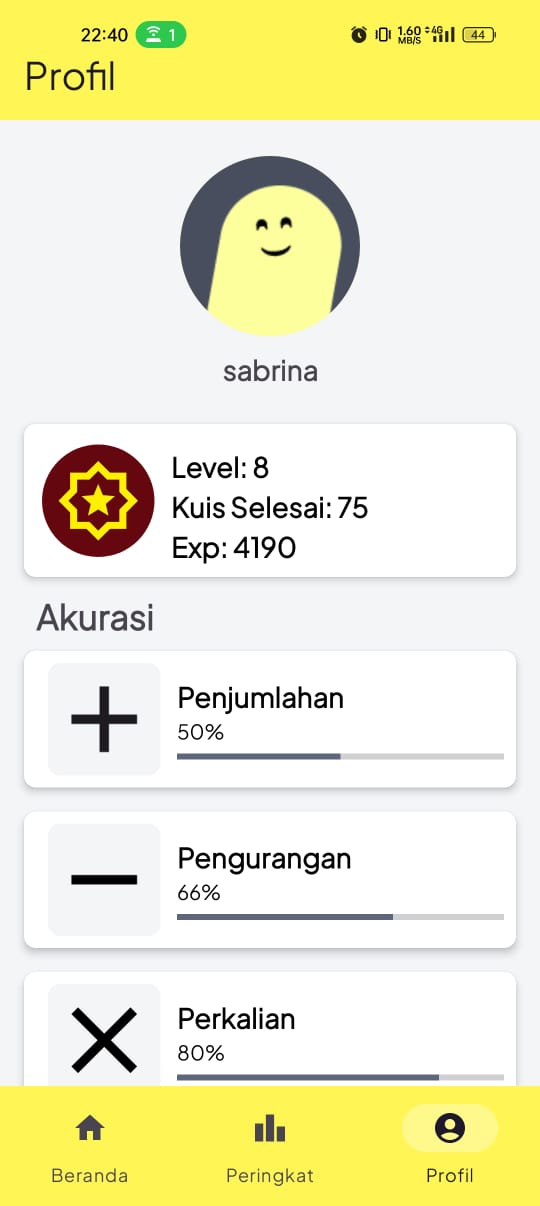 22:40 1 1.60 MB/S 4G 44
Profil
sabrina
Level: 8
Kuis Selesai: 75
Exp: 4190
Akurasi
Penjumlahan
50%
Pengurangan
66%
Perkalian
80%
Beranda Peringkat Profil